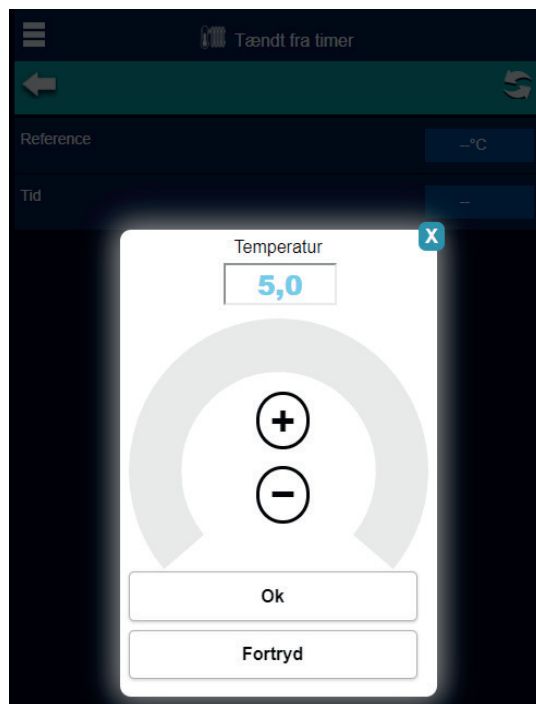 Tændt fra timer
Reference
--°C
Tid
--
X
Temperatur
5,0
+
−
Ok
Fortryd